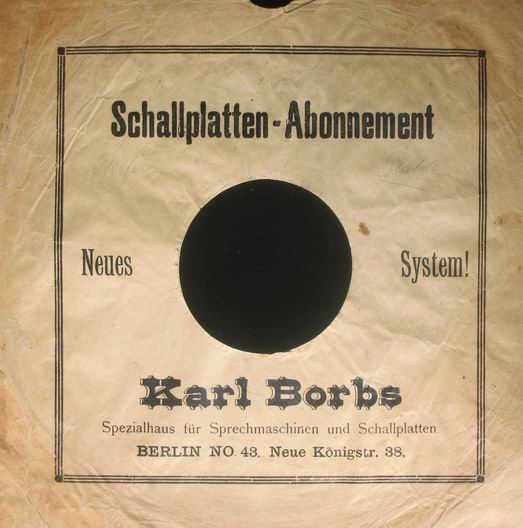 Schallplatten-Abonnement
Neues System!
Karl Borbs
Spezialhaus für Sprechmaschinen und Schallplatten
BERLIN NO. 43, Neue Königstr. 38.